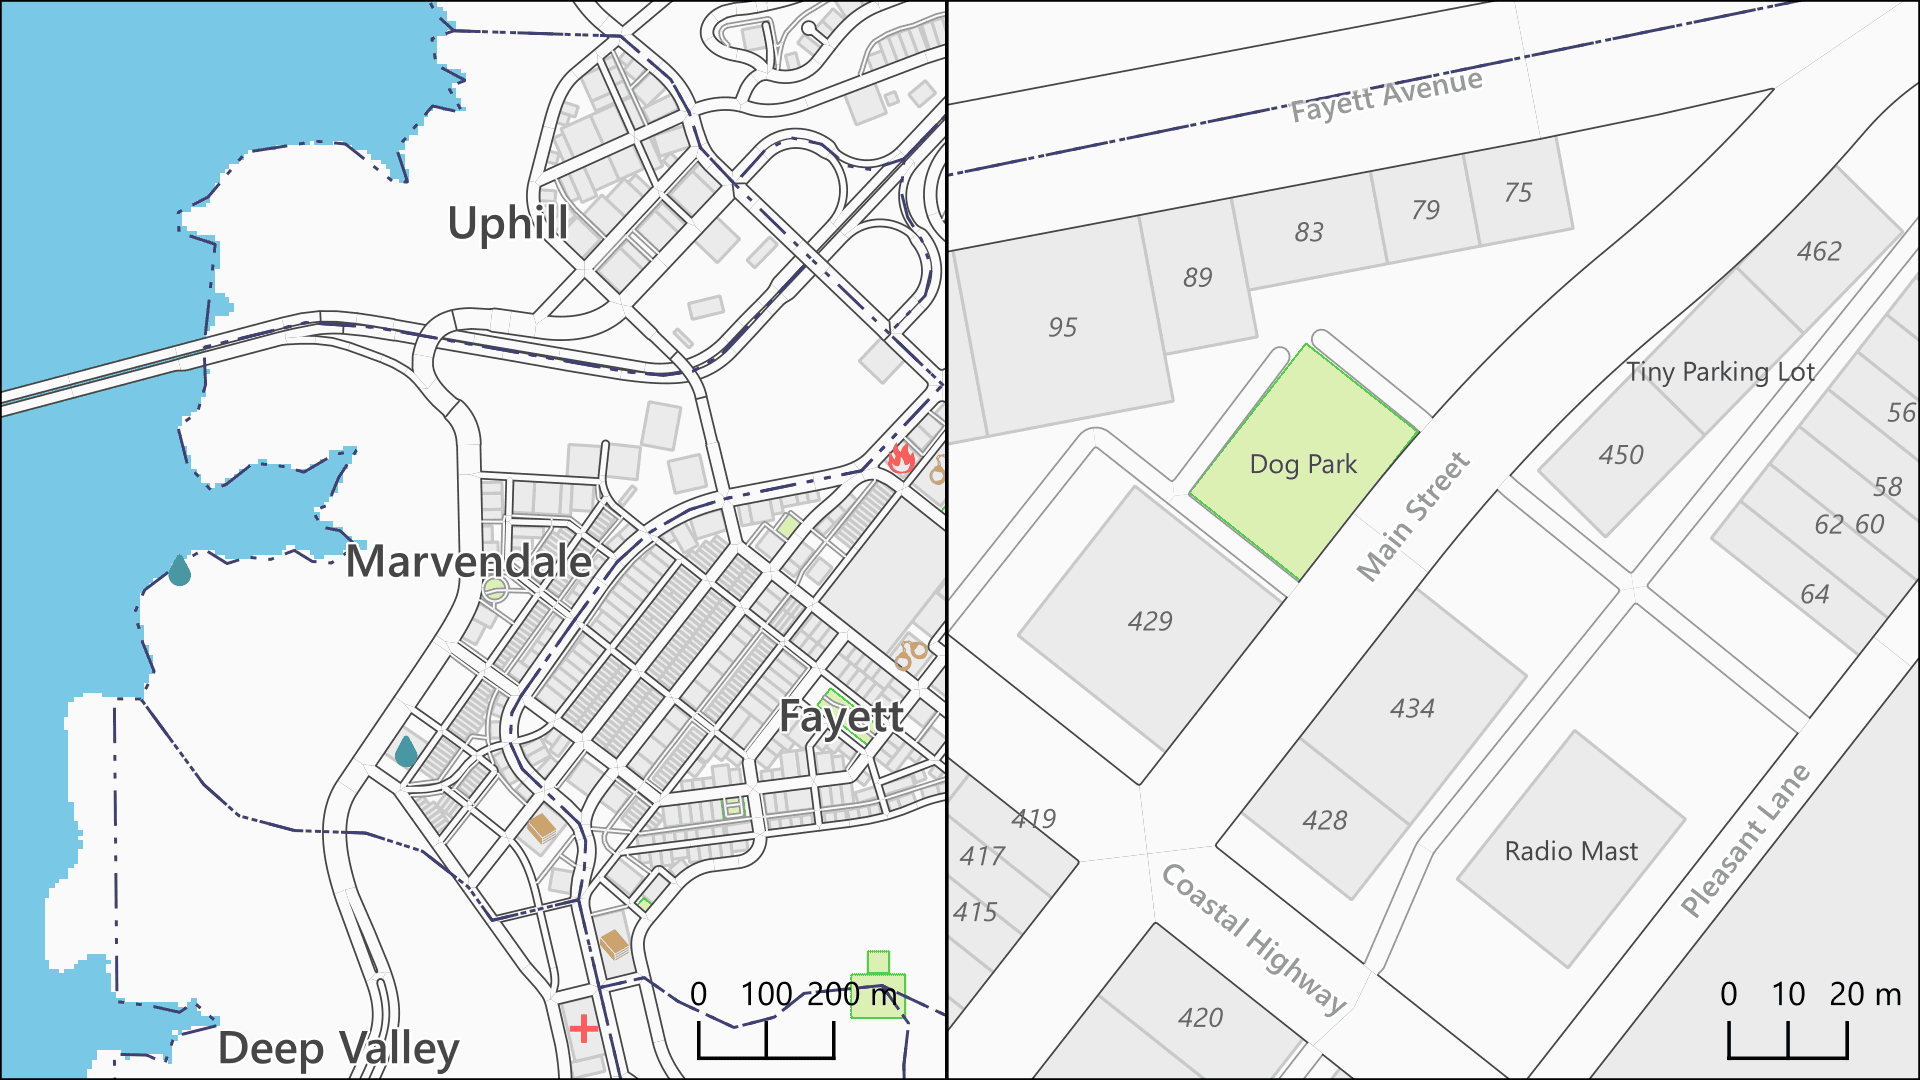 Uphill
Marvendale
Fayett
Deep Valley
0 100 200 m
Fayett Avenue
75
79
83
89
95
462
Tiny Parking Lot
450
56
58
62 60
64
Dog Park
Main Street
429
434
428
Radio Mast
Pleasant Lane
419
417
415
Coastal Highway
420
0 10 20 m